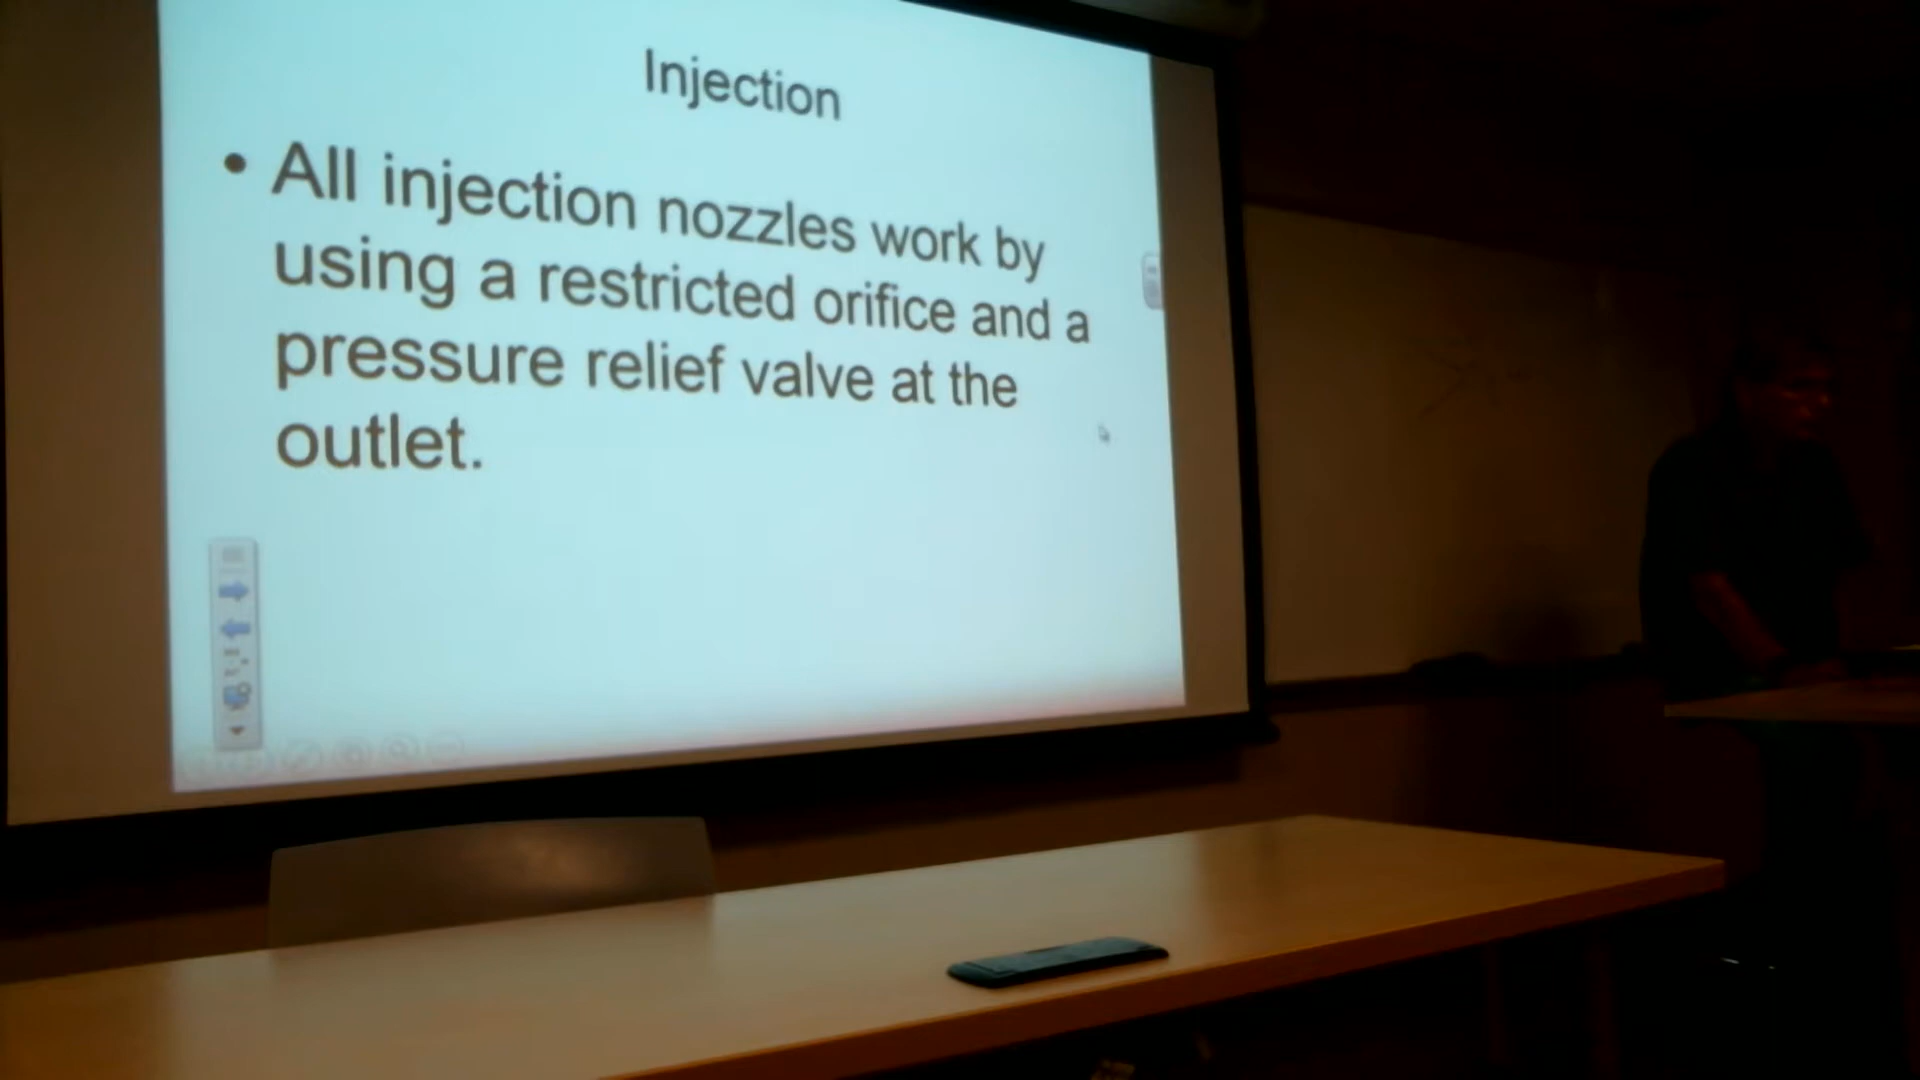 Injection
• All injection nozzles work by
using a restricted orifice and a
pressure relief valve at the
outlet.